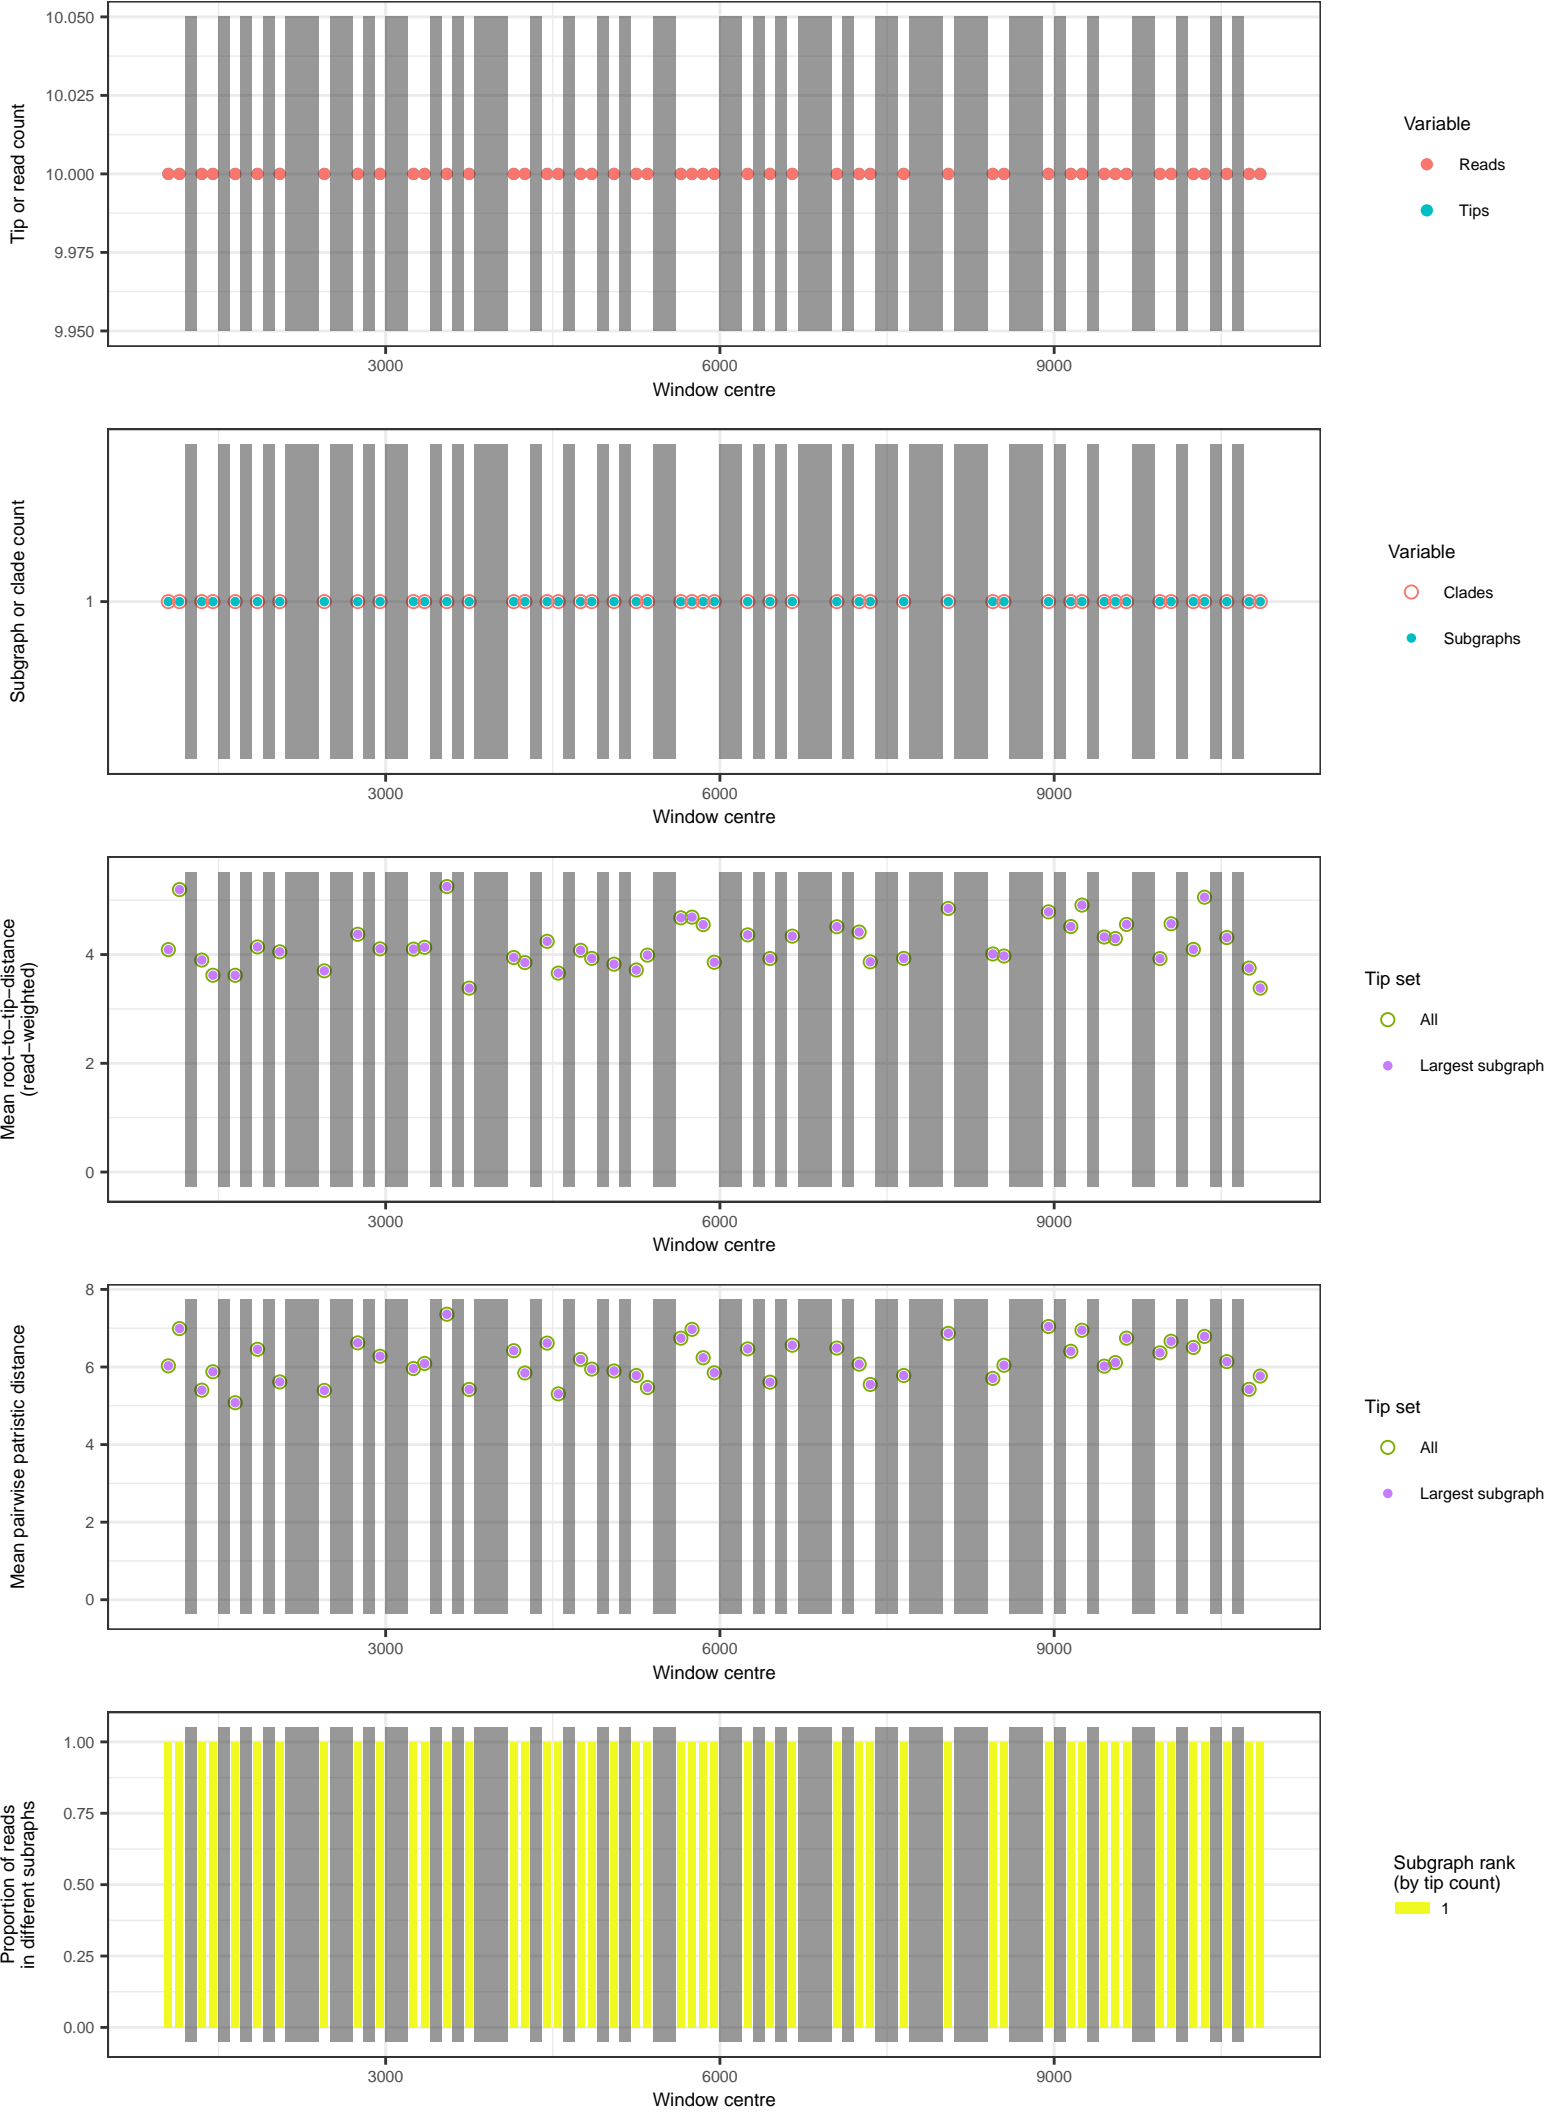 10.050
10.025
10.000
9.975
9.950
Tip or read count
3000
6000
9000
Window centre
Variable
Reads
Tips
1
Subgraph or clade count
3000
6000
9000
Window centre
Variable
Clades
Subgraphs
4
2
0
Mean root−to−tip−distance
(read−weighted)
3000
6000
9000
Window centre
Tip set
All
Largest subgraph
8
6
4
2
0
Mean pairwise patristic distance
3000
6000
9000
Window centre
Tip set
All
Largest subgraph
1.00
0.75
0.50
0.25
0.00
Proportion of reads
in different subraphs
3000
6000
9000
Window centre
Subgraph rank
(by tip count)
1